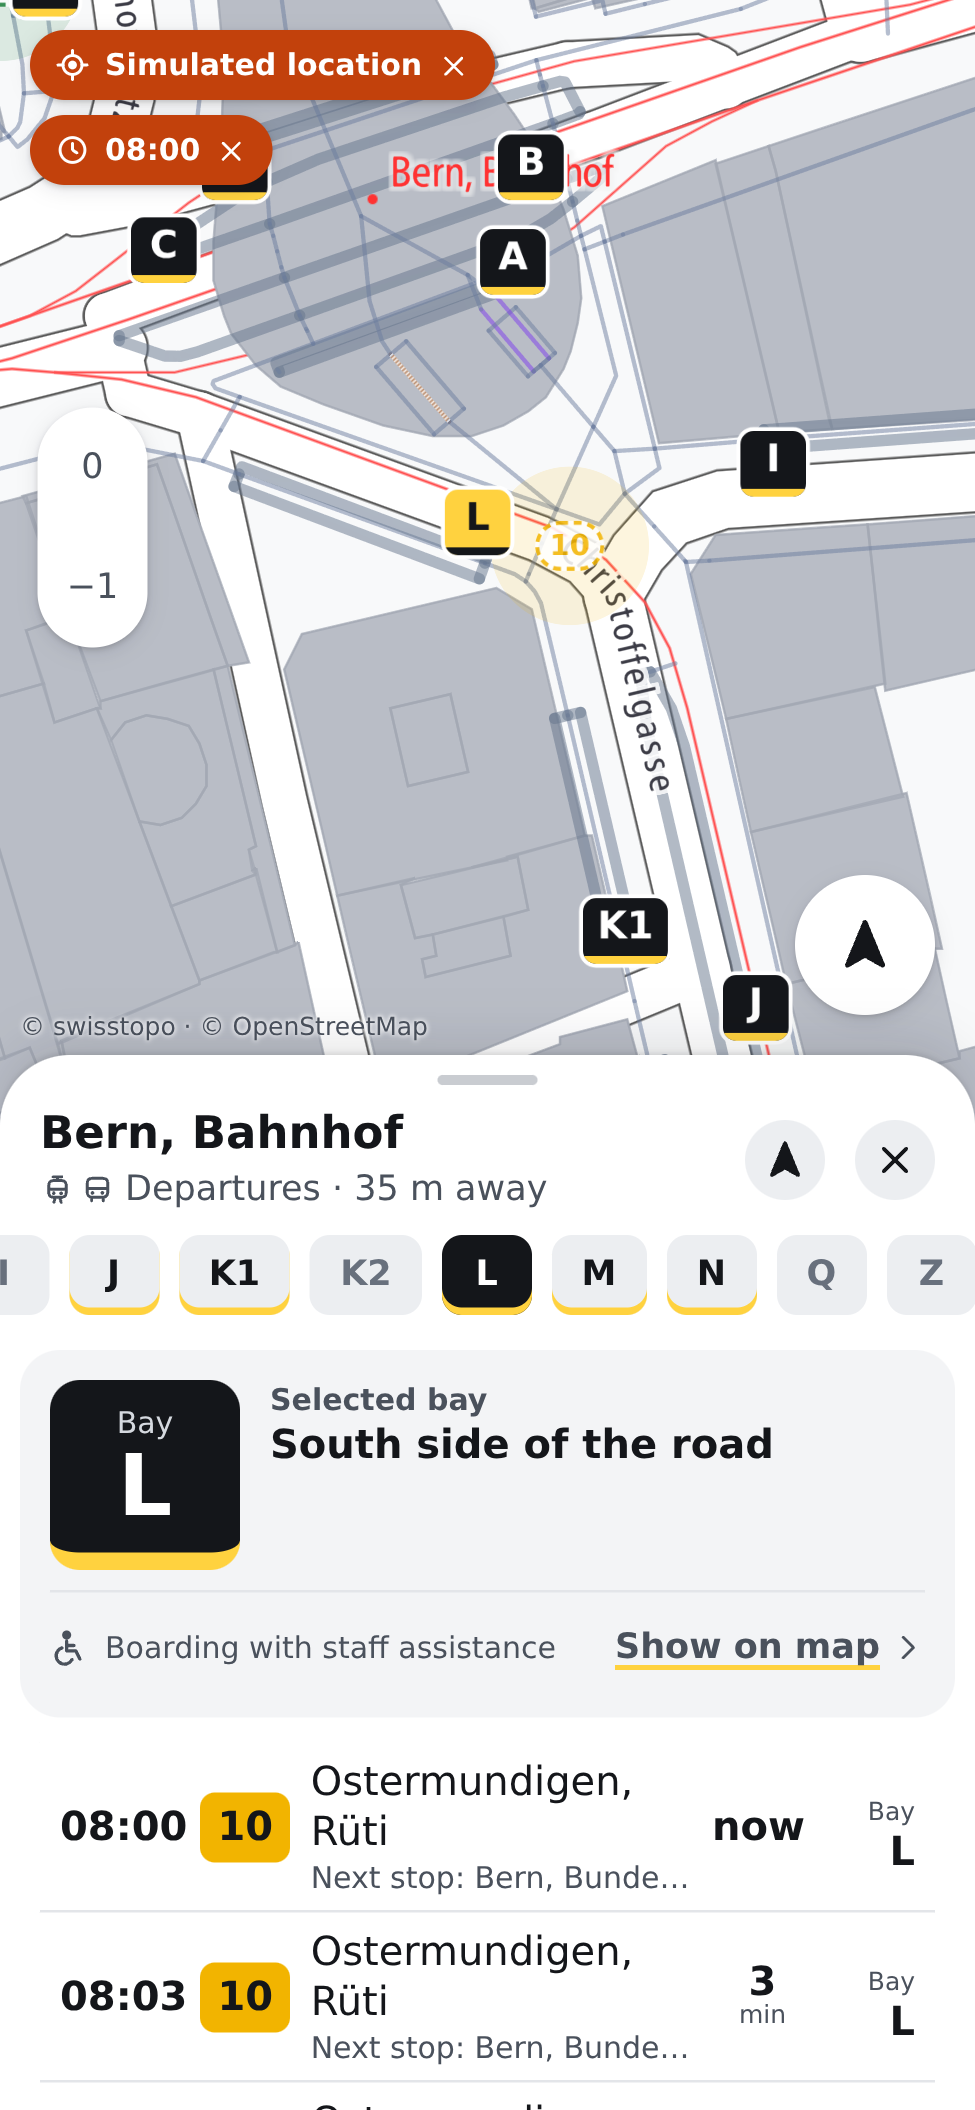 Simulated location
08:00
Bern,
B
C
A
I
L
10
ristoffelgasse
0
−1
K1
J
© swisstopo · © OpenStreetMap
Bern, Bahnhof
Departures · 35 m away
I J K1 K2 L M N Q Z
Bay
L
Selected bay
South side of the road
Boarding with staff assistance
Show on map
08:00 10 Ostermundigen, Rüti now Bay L
Next stop: Bern, Bunde…
08:03 10 Ostermundigen, Rüti 3 min Bay L
Next stop: Bern, Bunde…